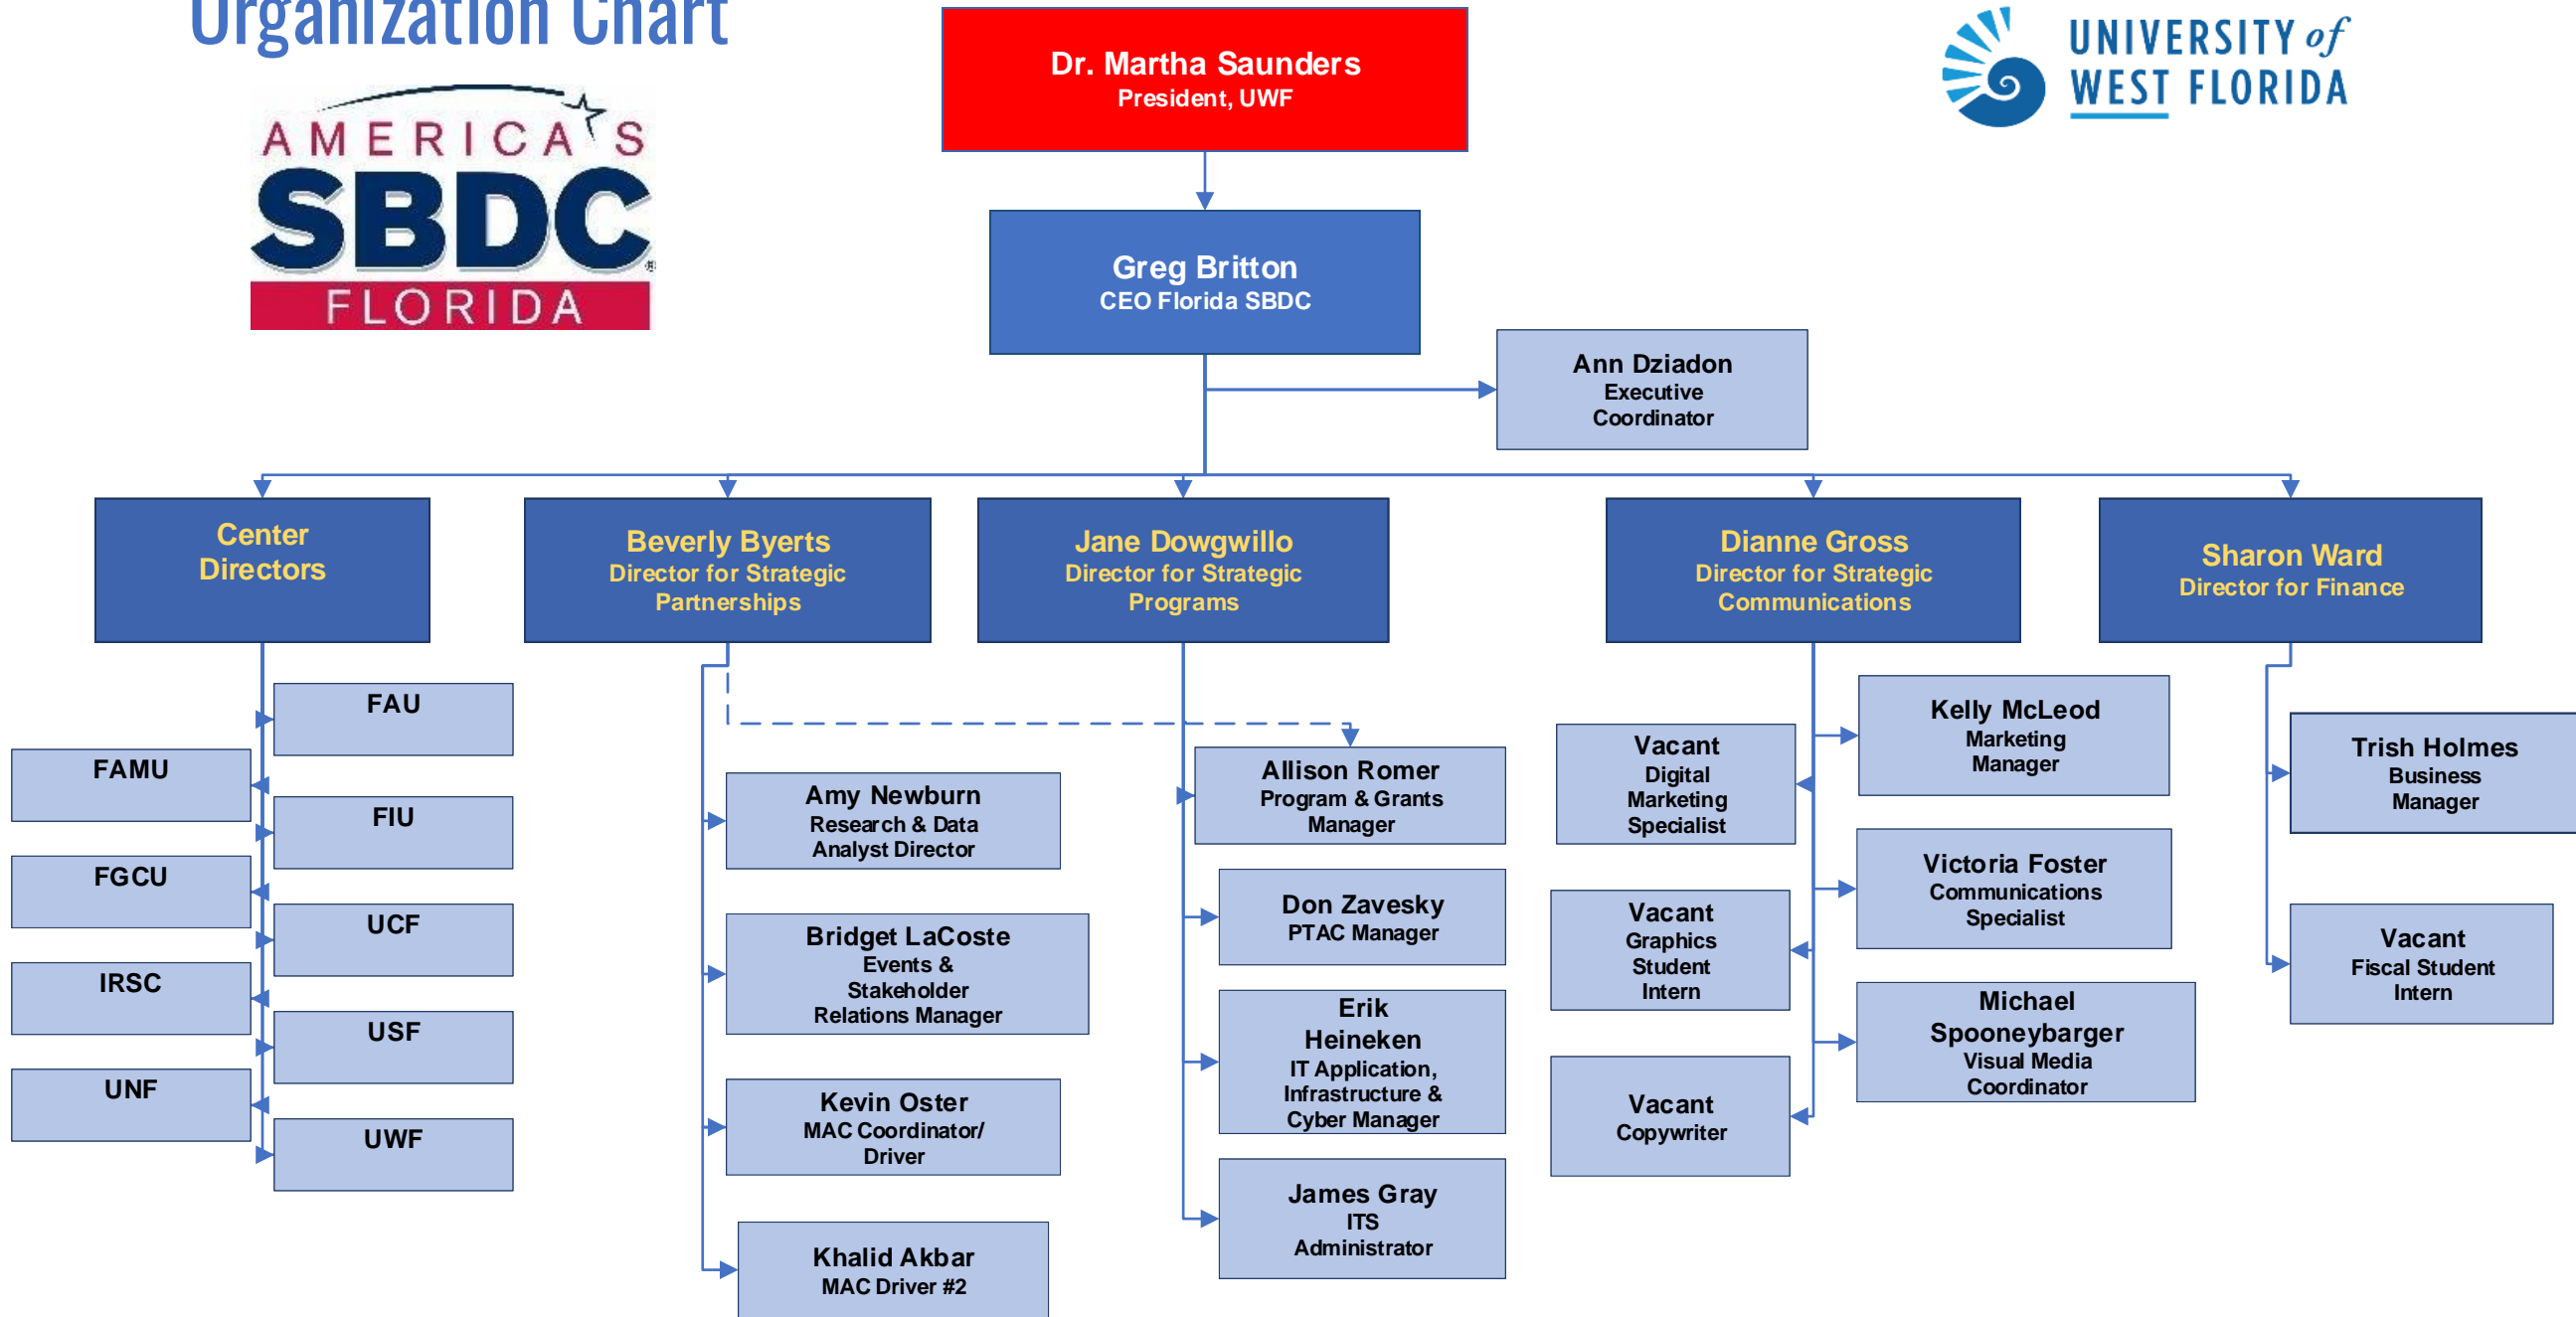 Organization Chart
AMERICA'S
SBDC
FLORIDA
UNIVERSITY of
WEST FLORIDA
Dr. Martha Saunders
President, UWF
Greg Britton
CEO Florida SBDC
Ann Dziadon
Executive
Coordinator
Center
Directors
Beverly Byerts
Director for Strategic
Partnerships
Jane Dowgwillo
Director for Strategic
Programs
Dianne Gross
Director for Strategic
Communications
Sharon Ward
Director for Finance
FAU
FAMU
FIU
FGCU
UCF
IRSC
USF
UNF
UWF
Amy Newburn
Research & Data
Analyst Director
Bridget LaCoste
Events &
Stakeholder
Relations Manager
Kevin Oster
MAC Coordinator/
Driver
Khalid Akbar
MAC Driver #2
Allison Romer
Program & Grants
Manager
Don Zavesky
PTAC Manager
Erik
Heineken
IT Application,
Infrastructure &
Cyber Manager
James Gray
ITS
Administrator
Vacant
Digital
Marketing
Specialist
Vacant
Graphics
Student
Intern
Vacant
Copywriter
Kelly McLeod
Marketing
Manager
Victoria Foster
Communications
Specialist
Michael
Spooneybarger
Visual Media
Coordinator
Trish Holmes
Business
Manager
Vacant
Fiscal Student
Intern